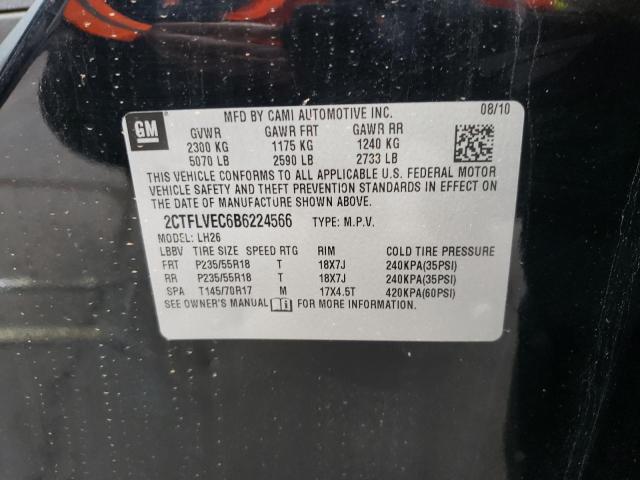 GM
MFD BY CAMI AUTOMOTIVE INC. 08/10
GVWR GAWR FRT GAWR RR
2300 KG 1175 KG 1240 KG
5070 LB 2590 LB 2733 LB
THIS VEHICLE CONFORMS TO ALL APPLICABLE U.S. FEDERAL MOTOR
VEHICLE SAFETY AND THEFT PREVENTION STANDARDS IN EFFECT ON
THE DATE OF MANUFACTURE SHOWN ABOVE.
2CTFLVEC6B6224566 TYPE: M.P.V.
MODEL: LH26
LBBV TIRE SIZE SPEED RTG RIM COLD TIRE PRESSURE
FRT P235/55R18 T 18X7J 240KPA(35PSI)
RR P235/55R18 T 18X7J 240KPA(35PSI)
SPA T145/70R17 M 17X4.5T 420KPA(60PSI)
SEE OWNER'S MANUAL FOR MORE INFORMATION.